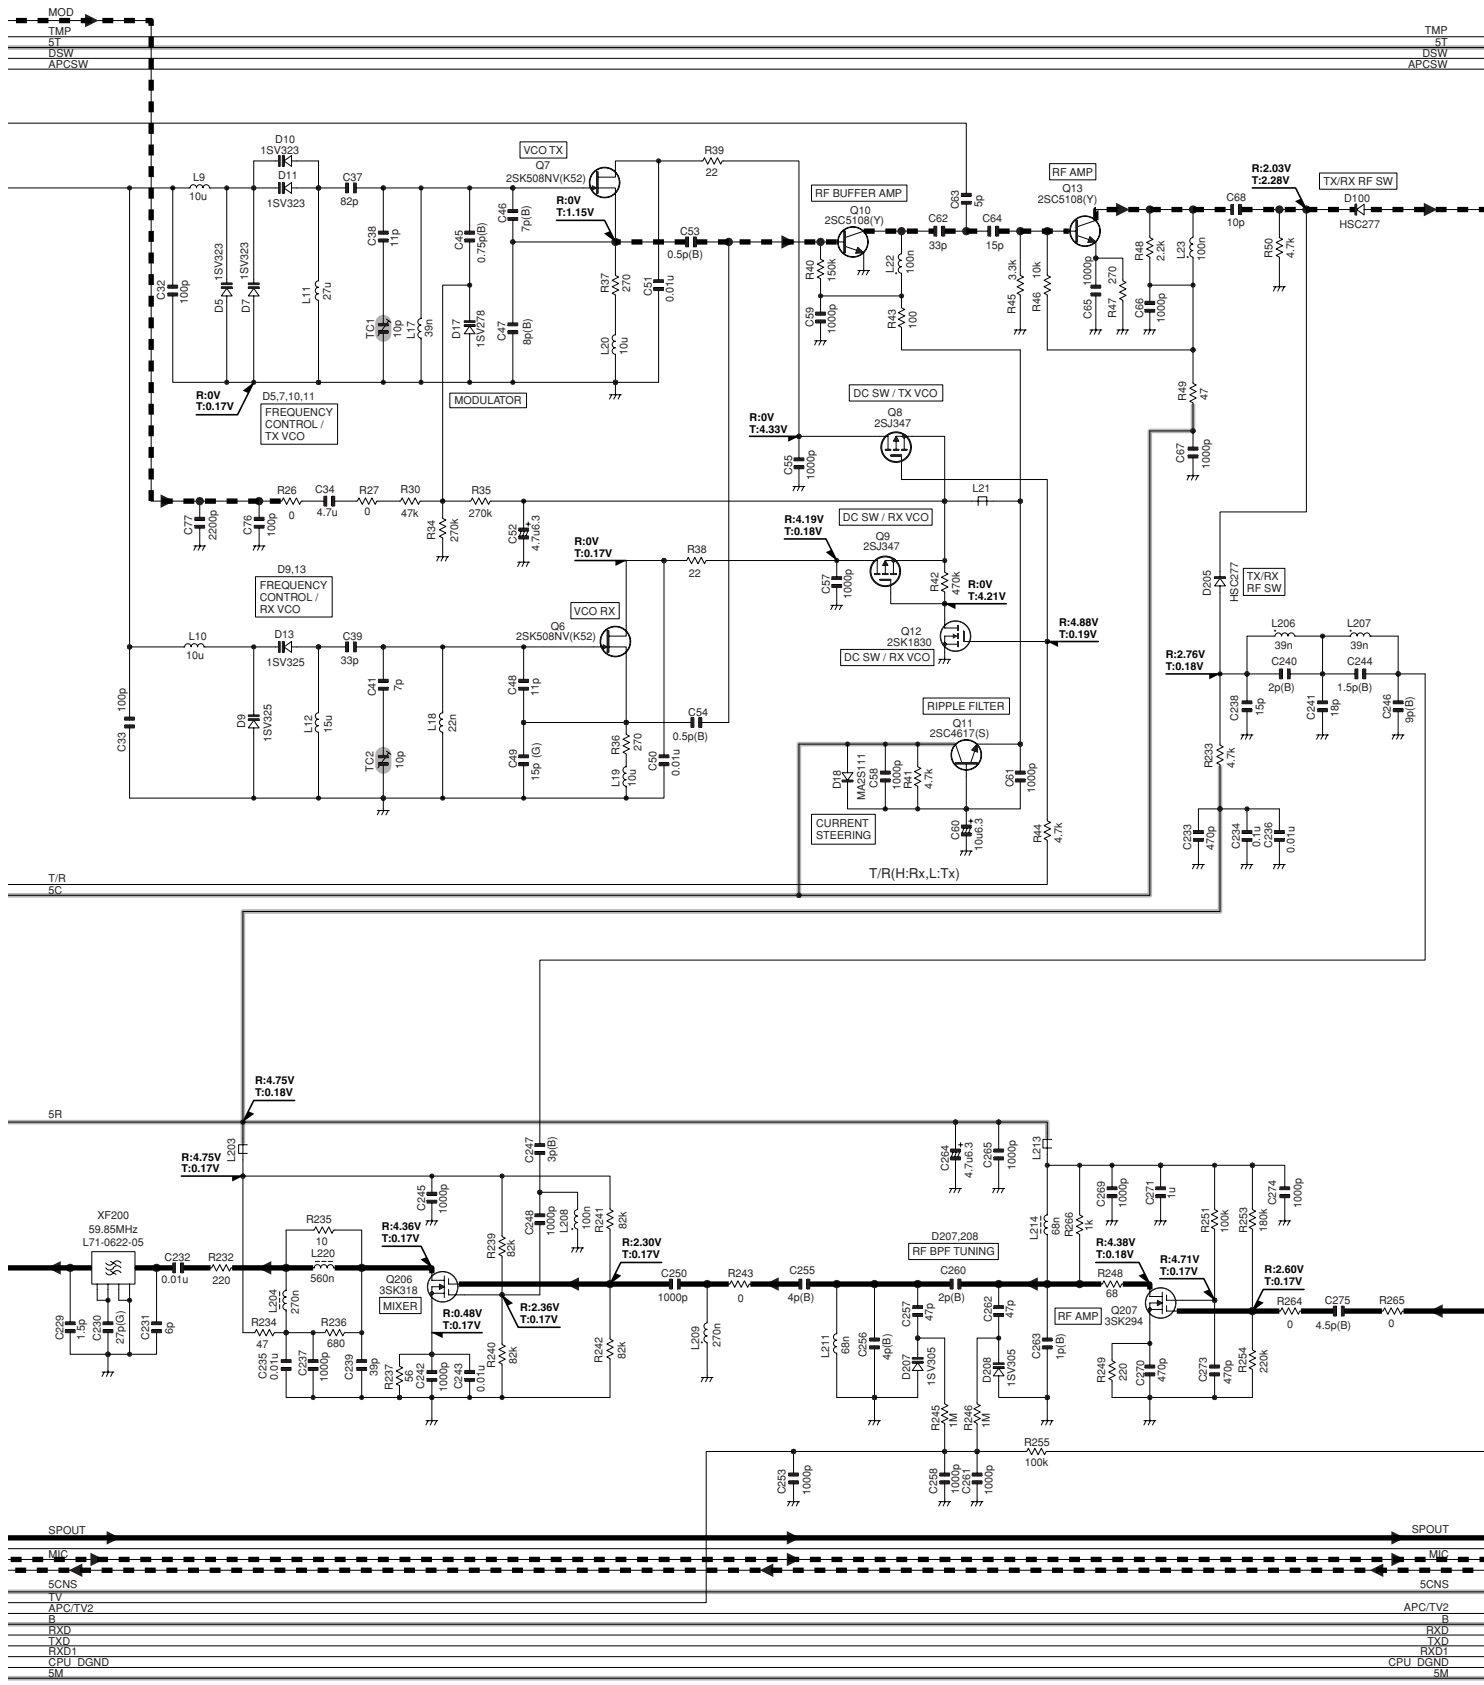 MOD
TMP TMP
5T 5T
DSW DSW
APCSW APCSW
D10
1SV323
D11
1SV323
L9
10u
C37
82p
VCO TX
Q7
2SK508NV(K52)
R39
22
R:0V
T:1.15V
C46
7p(B)
C45
0.75p(B)
C38
11p
1SV323
D5
1SV323
D7
C32
100p
L11
27u
TC1
10p
L17
39n
D17
1SV278
C47
8p(B)
R37
270
L20
10u
C51
0.01u
C53
0.5p(B)
RF BUFFER AMP
Q10
2SC5108(Y)
R40
150k
C59
1000p
L22
100n
R43
100
C62
33p
C63
5p
C64
15p
R45
3.3k
R46
10k
RF AMP
Q13
2SC5108(Y)
C65
1000p
R47
270
R48
2.2k
C66
1000p
L23
100n
C68
10p
R50
4.7k
R:2.03V
T:2.28V
TX/RX RF SW
D100
HSC277
R49
47
C67
1000p
R:0V
T:0.17V
D5,7,10,11
FREQUENCY
CONTROL /
TX VCO
MODULATOR
DC SW / TX VCO
Q8
2SJ347
R:0V
T:4.33V
C55
1000p
C77
2200p
C76
100p
R26
0
C34
4.7u
R27
0
R30
47k
R34
270k
R35
270k
C52
4.7u6.3
L21
DC SW / RX VCO
Q9
2SJ347
R:4.19V
T:0.18V
C57
1000p
R42
470k
R:0V
T:4.21V
Q12
2SK1830
DC SW / RX VCO
R:4.88V
T:0.19V
R:0V
T:0.17V
R38
22
D9,13
FREQUENCY
CONTROL /
RX VCO
VCO RX
Q6
2SK508NV(K52)
L10
10u
D13
1SV325
C39
33p
C33
100p
D9
1SV325
L12
15u
C41
7p
TC2
10p
L18
22n
C48
11p
C49
15p (G)
R36
270
L19
10u
C50
0.01u
C54
0.5p(B)
RIPPLE FILTER
Q11
2SC4617(S)
D18
MA2S111
C58
1000p
R41
4.7k
C60
10u6.3
C61
1000p
R44
4.7k
CURRENT
STEERING
T/R(H:Rx,L:Tx)
D205
HSC277
TX/RX
RF SW
L206
39n
L207
39n
R:2.76V
T:0.18V
C240
2p(B)
C244
1.5p(B)
C238
15p
C241
18p
C246
9p(B)
R233
4.7k
C233
470p
C234
0.1u
C236
0.01u
T/R
5C
R:4.75V
T:0.18V
5R
L203
R:4.75V
T:0.17V
C247
3p(B)
C264
4.7u6.3
C265
1000p
L213
XF200
59.85MHz
L71-0622-05
C229
1.5p
C230
27p(G)
C231
6p
C232
0.01u
R232
220
R235
10
L220
560n
L204
270n
R234
47
R236
680
C235
0.01u
C237
1000p
C239
39p
C245
1000p
R:4.36V
T:0.17V
Q206
3SK318
MIXER
R:0.48V
T:0.17V
R237
56
C242
1000p
C243
0.01u
R239
82k
R240
82k
R:2.36V
T:0.17V
C248
1000p
L208
100n
R241
82k
R242
82k
R:2.30V
T:0.17V
C250
1000p
L209
270n
R243
0
C255
4p(B)
D207,208
RF BPF TUNING
C260
2p(B)
L211
68n
C256
4p(B)
C257
47p
D207
1SV305
C262
47p
D208
1SV305
C263
1p(B)
L214
68n
R266
1k
C269
1000p
C271
1u
R251
100k
R253
180k
C274
1000p
R:4.38V
T:0.18V
R:4.71V
T:0.17V
R:2.60V
T:0.17V
R248
68
RF AMP
Q207
3SK294
R264
0
C275
4.5p(B)
R265
0
R249
220
C270
470p
C273
470p
R254
220k
R245
1M
R246
1M
R255
100k
C253
1000p
C258
1000p
C261
1000p
SPOUT SPOUT
MIC MIC
5CNS 5CNS
TV
APC/TV2 APC/TV2
B B
RXD RXD
TXD TXD
RXD1 RXD1
CPU DGND CPU DGND
5M 5M